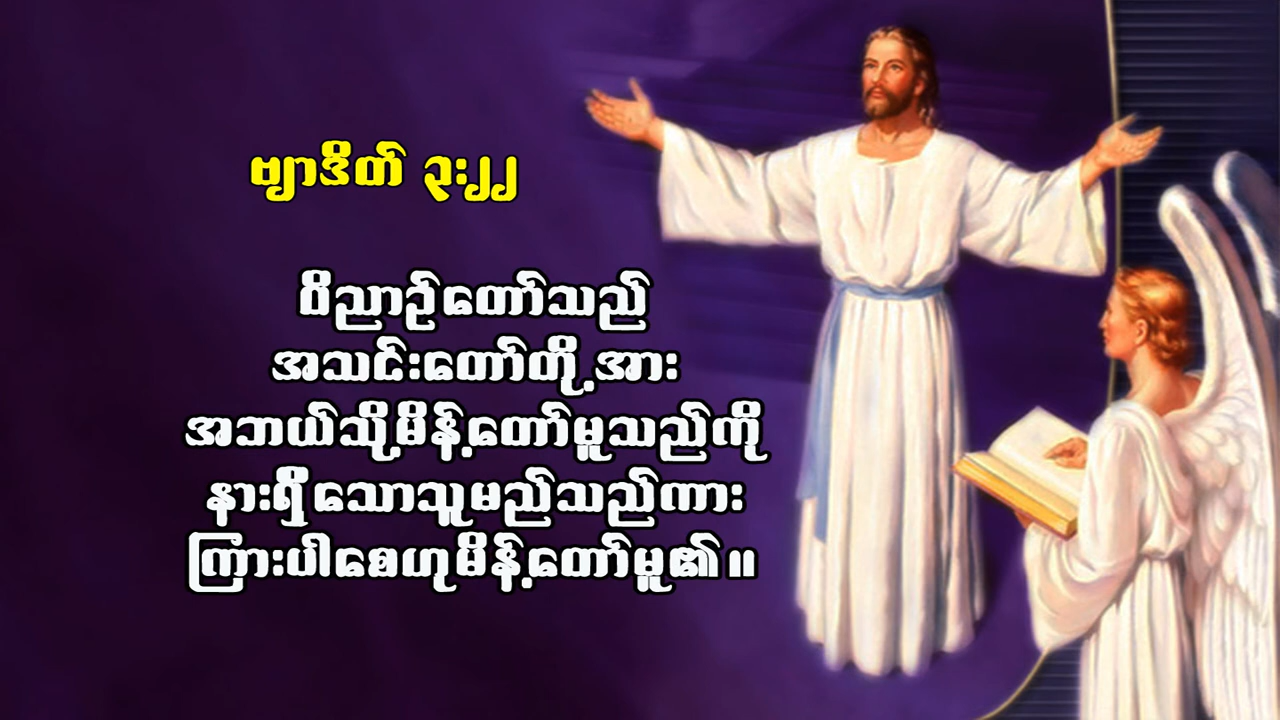 ဗျာဒိတ် ၃း၂၂
ဝိညာဉ်တော်သည်
အသင်းတော်တို့အား
အဘယ်သို့မိန့်တော်မူသည်ကို
နားရှိသောသူမည်သည်ကား
ကြားပါစေဟုမိန့်တော်မူ၏။